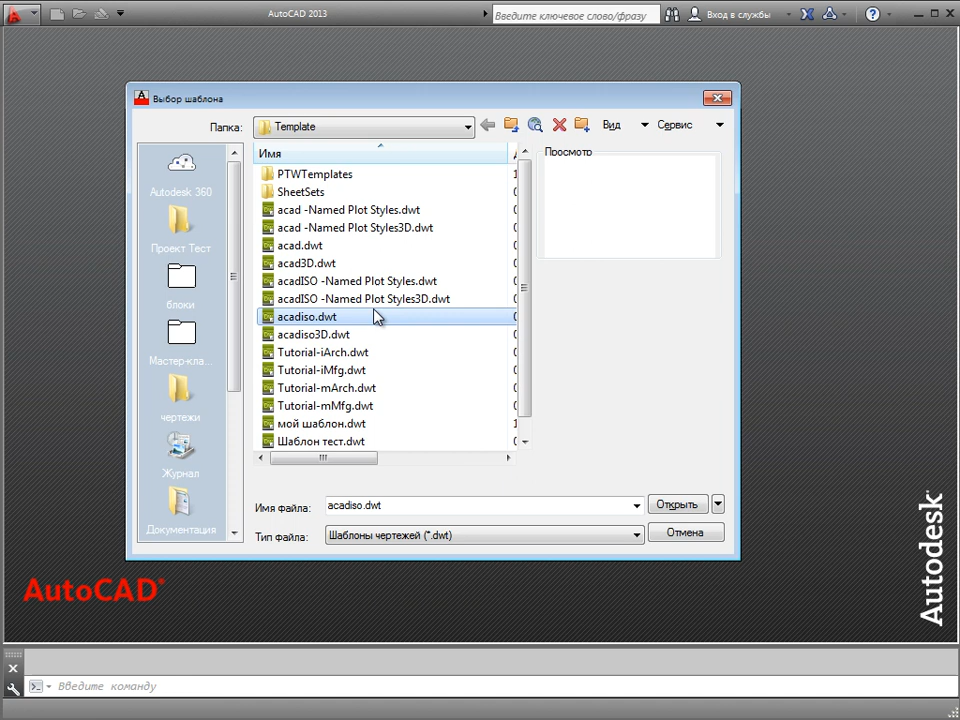 AutoCAD 2013
Введите ключевое слово/фразу
Вход в службы
Выбор шаблона
Папка:
Template
Вид
Сервис
Autodesk 360
Проект Тест
блоки
Мастер-кла...
чертежи
Журнал
Документация
Имя
PTWTemplates
SheetSets
acad -Named Plot Styles.dwt
acad -Named Plot Styles3D.dwt
acad.dwt
acad3D.dwt
acadISO -Named Plot Styles.dwt
acadISO -Named Plot Styles3D.dwt
acadiso.dwt
acadiso3D.dwt
Tutorial-iArch.dwt
Tutorial-iMfg.dwt
Tutorial-mArch.dwt
Tutorial-mMfg.dwt
мой шаблон.dwt
Шаблон тест.dwt
Просмотр
Имя файла:
acadiso.dwt
Открыть
Тип файла:
Шаблоны чертежей (*.dwt)
Отмена
AutoCAD®
Autodesk®
Введите команду